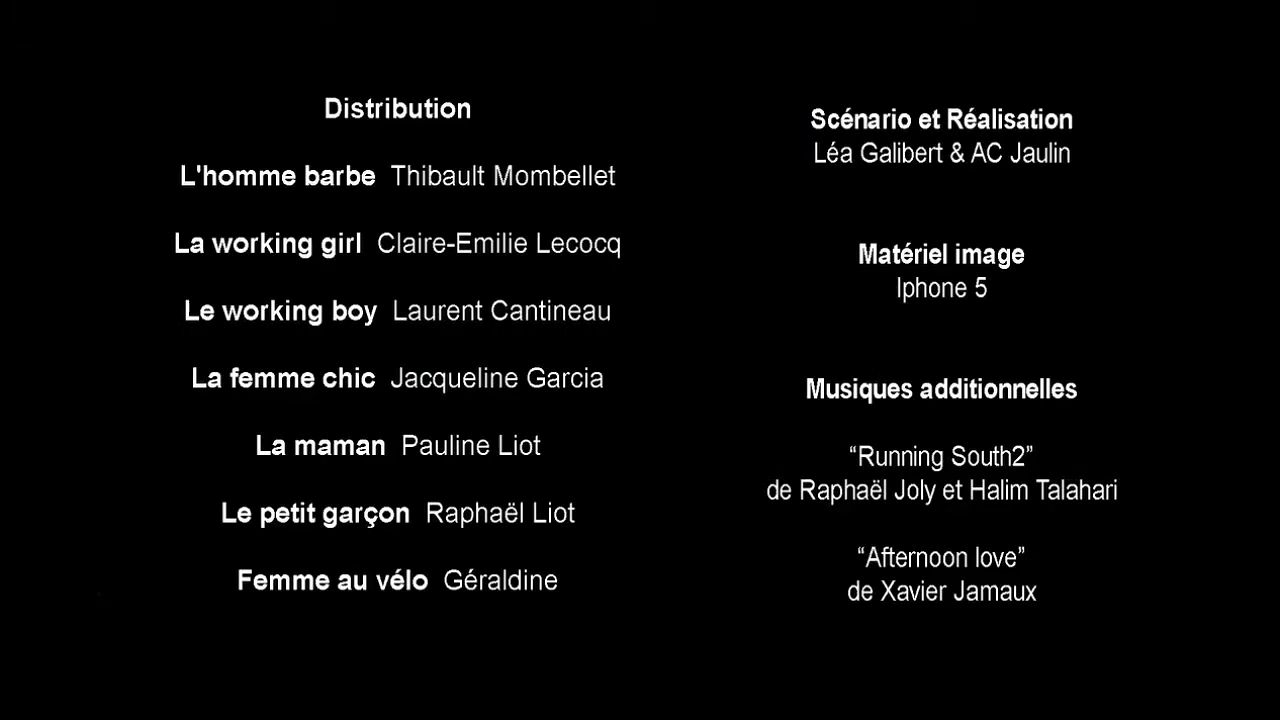 Distribution
L'homme barbe Thibault Mombellet
La working girl Claire-Emilie Lecocq
Le working boy Laurent Cantineau
La femme chic Jacqueline Garcia
La maman Pauline Liot
Le petit garçon Raphaël Liot
Femme au vélo Géraldine
Scénario et Réalisation
Léa Galibert & AC Jaulin
Matériel image
Iphone 5
Musiques additionnelles
“Running South2”
de Raphaël Joly et Halim Talahari
“Afternoon love”
de Xavier Jamaux